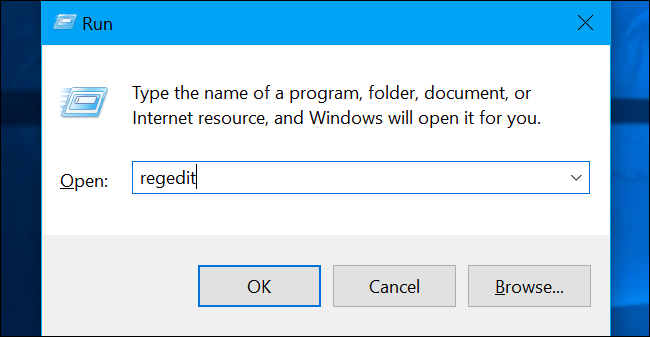 Run
Type the name of a program, folder, document, or
Internet resource, and Windows will open it for you.
Open: regedit
OK Cancel Browse...